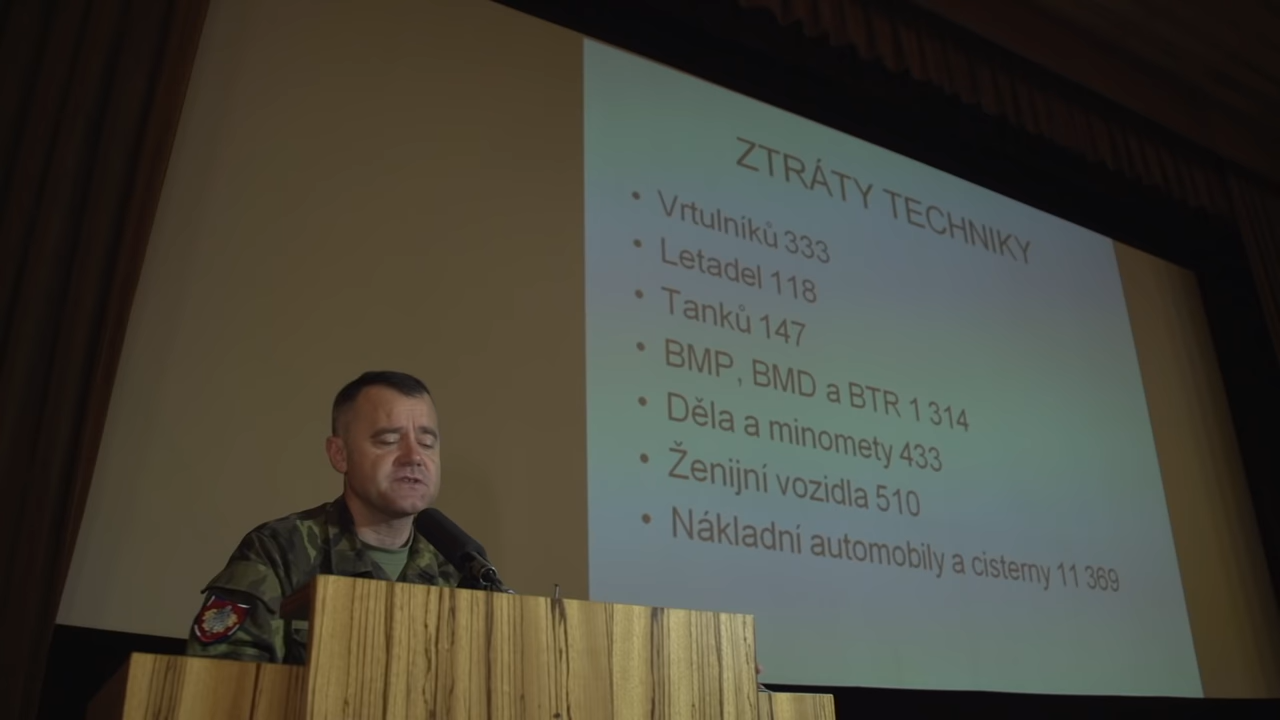 ZTRÁTY TECHNIKY
• Vrtulníků 333
• Letadel 118
• Tanků 147
• BMP, BMD a BTR 1 314
• Děla a minomety 433
• Ženijní vozidla 510
• Nákladní automobily a cisterny 11 369